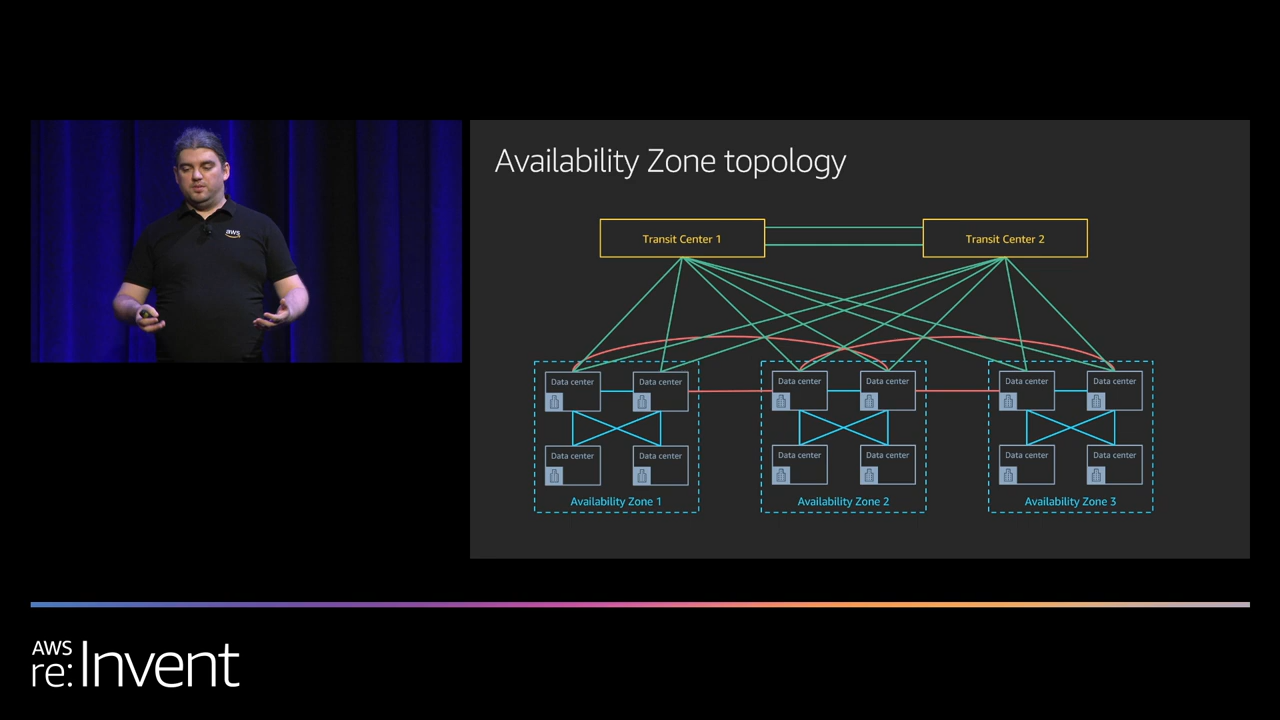 aws
Availability Zone topology
Transit Center 1
Transit Center 2
Data center
Data center
Data center
Data center
Data center
Data center
Data center
Data center
Data center
Data center
Data center
Data center
Availability Zone 1
Availability Zone 2
Availability Zone 3
AWS
re:Invent